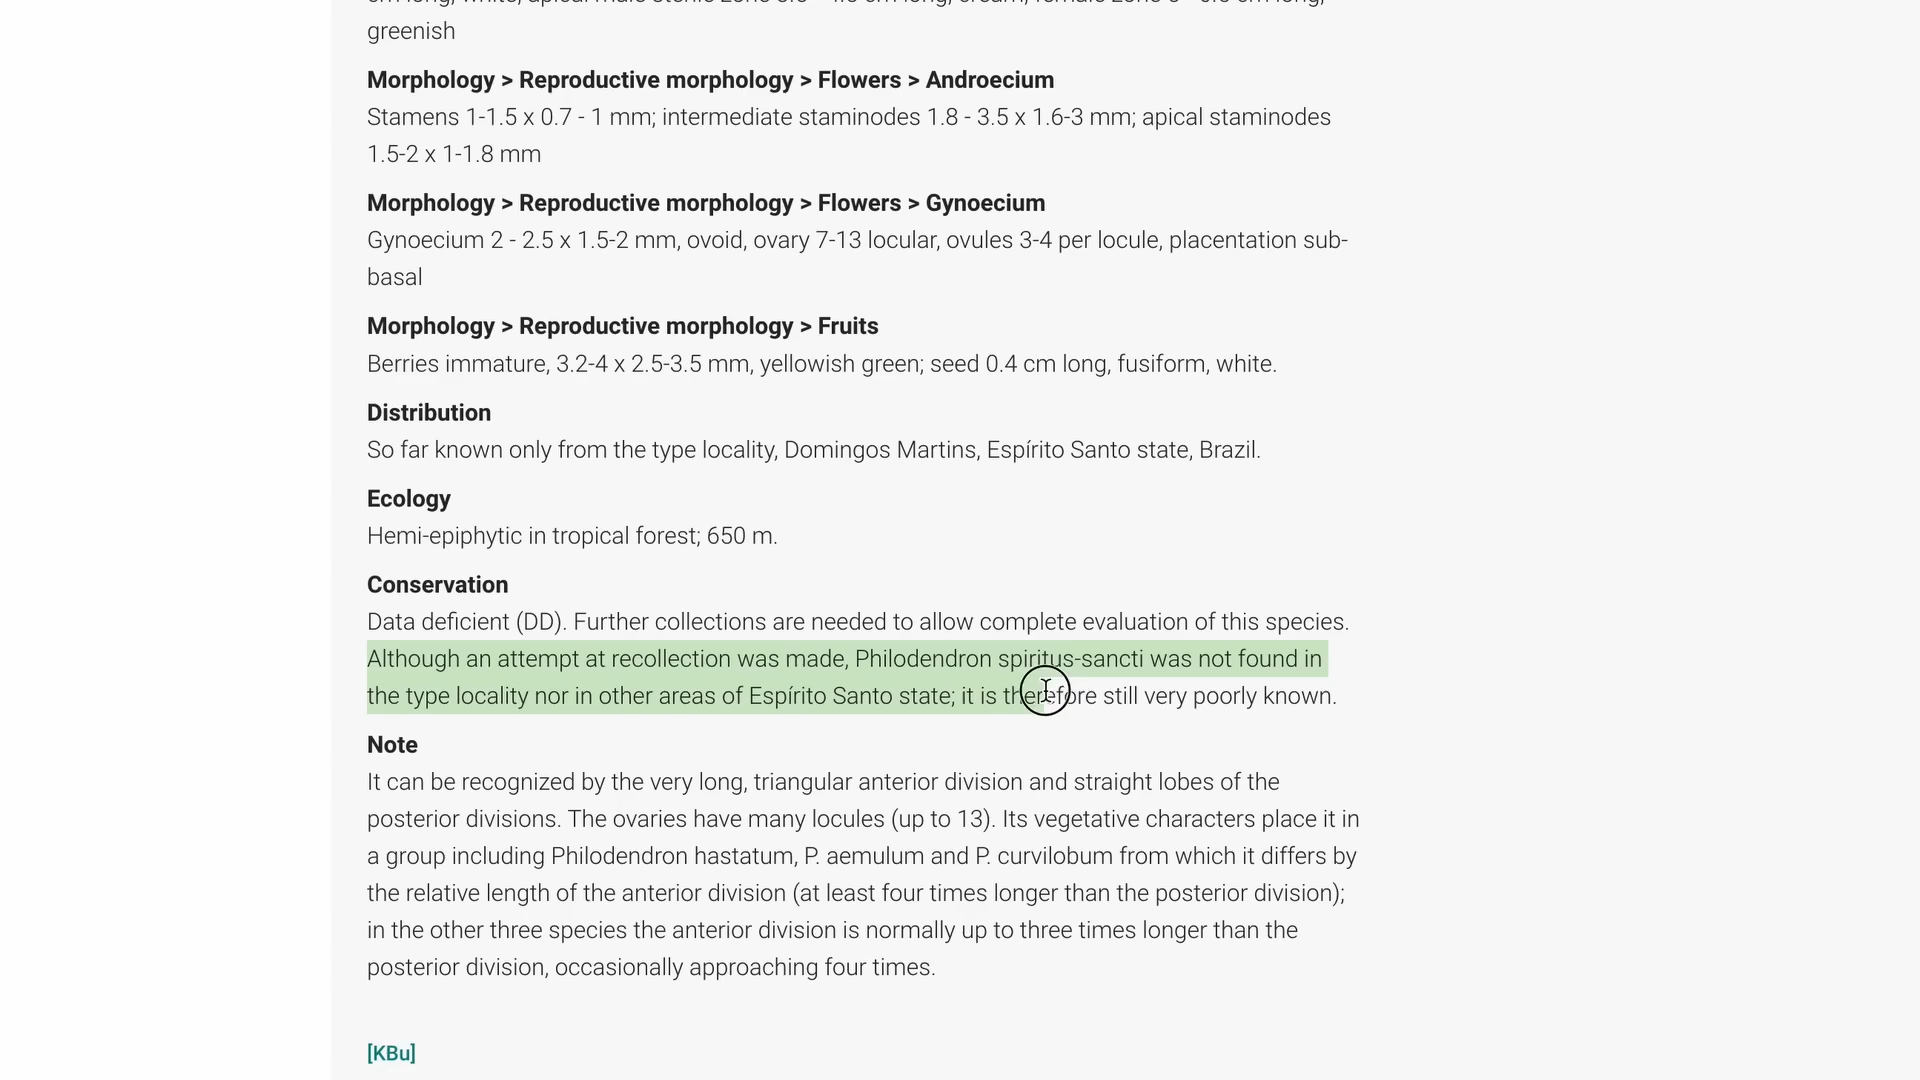 greenish
Morphology > Reproductive morphology > Flowers > Androecium
Stamens 1-1.5 x 0.7 - 1 mm; intermediate staminodes 1.8 - 3.5 x 1.6-3 mm; apical staminodes
1.5-2 x 1-1.8 mm
Morphology > Reproductive morphology > Flowers > Gynoecium
Gynoecium 2 - 2.5 x 1.5-2 mm, ovoid, ovary 7-13 locular, ovules 3-4 per locule, placentation sub-
basal
Morphology > Reproductive morphology > Fruits
Berries immature, 3.2-4 x 2.5-3.5 mm, yellowish green; seed 0.4 cm long, fusiform, white.
Distribution
So far known only from the type locality, Domingos Martins, Espírito Santo state, Brazil.
Ecology
Hemi-epiphytic in tropical forest; 650 m.
Conservation
Data deficient (DD). Further collections are needed to allow complete evaluation of this species.
Although an attempt at recollection was made, Philodendron spiritus-sancti was not found in
the type locality nor in other areas of Espírito Santo state; it is therefore still very poorly known.
Note
It can be recognized by the very long, triangular anterior division and straight lobes of the
posterior divisions. The ovaries have many locules (up to 13). Its vegetative characters place it in
a group including Philodendron hastatum, P. aemulum and P. curvilobum from which it differs by
the relative length of the anterior division (at least four times longer than the posterior division);
in the other three species the anterior division is normally up to three times longer than the
posterior division, occasionally approaching four times.
[KBu]